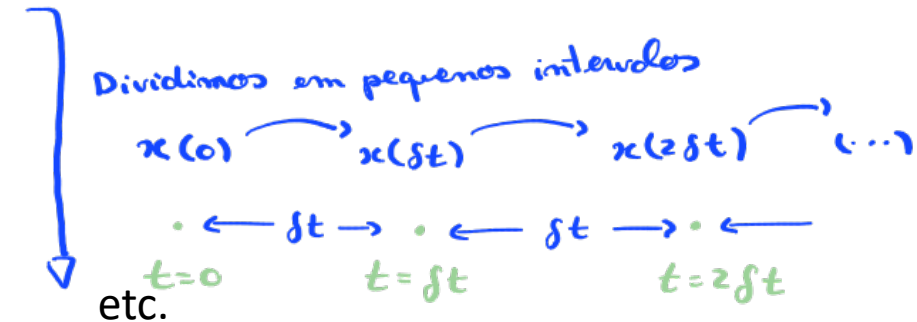 Dividimos em pequenos intervalos
x(0) x(δt) x(2δt) (...)
δt δt
t=0 t=δt t=2δt
etc.